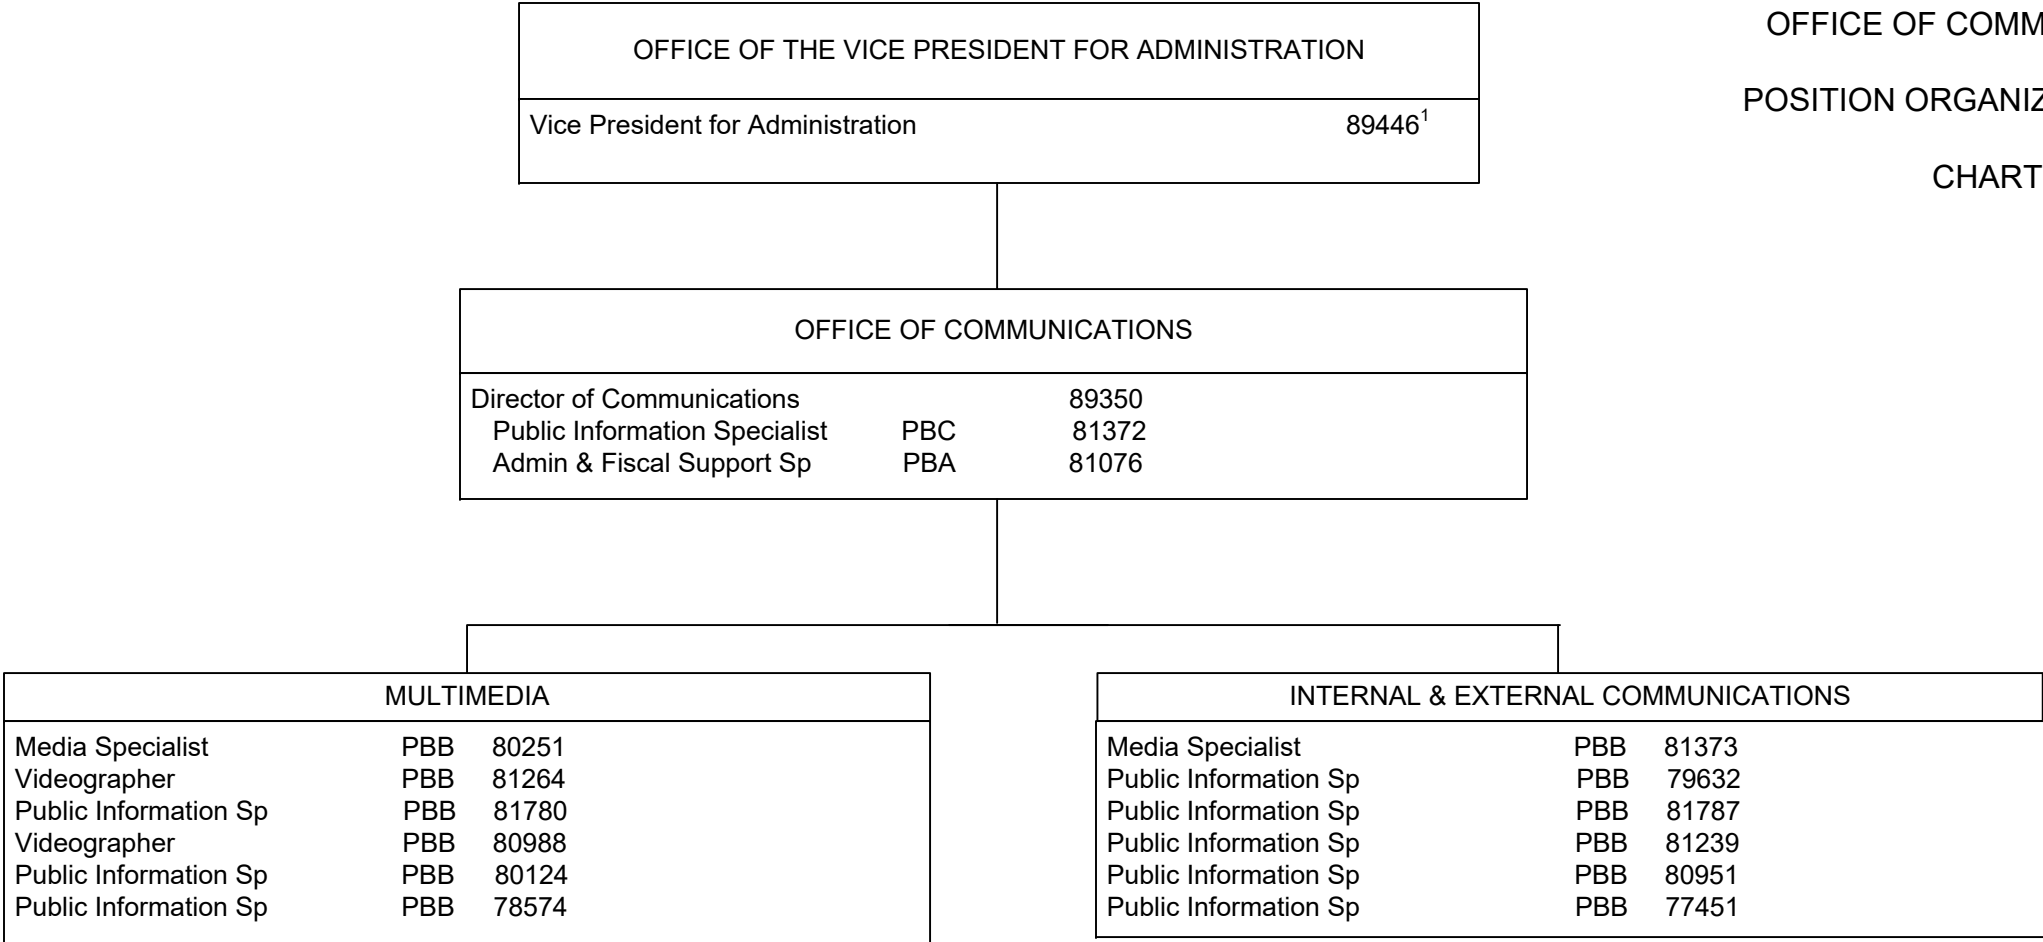 OFFICE OF COMM
POSITION ORGANIZ
CHART
OFFICE OF THE VICE PRESIDENT FOR ADMINISTRATION
Vice President for Administration 89446¹
OFFICE OF COMMUNICATIONS
Director of Communications 89350
Public Information Specialist PBC 81372
Admin & Fiscal Support Sp PBA 81076
MULTIMEDIA
Media Specialist PBB 80251
Videographer PBB 81264
Public Information Sp PBB 81780
Videographer PBB 80988
Public Information Sp PBB 80124
Public Information Sp PBB 78574
INTERNAL & EXTERNAL COMMUNICATIONS
Media Specialist PBB 81373
Public Information Sp PBB 79632
Public Information Sp PBB 81787
Public Information Sp PBB 81239
Public Information Sp PBB 80951
Public Information Sp PBB 77451